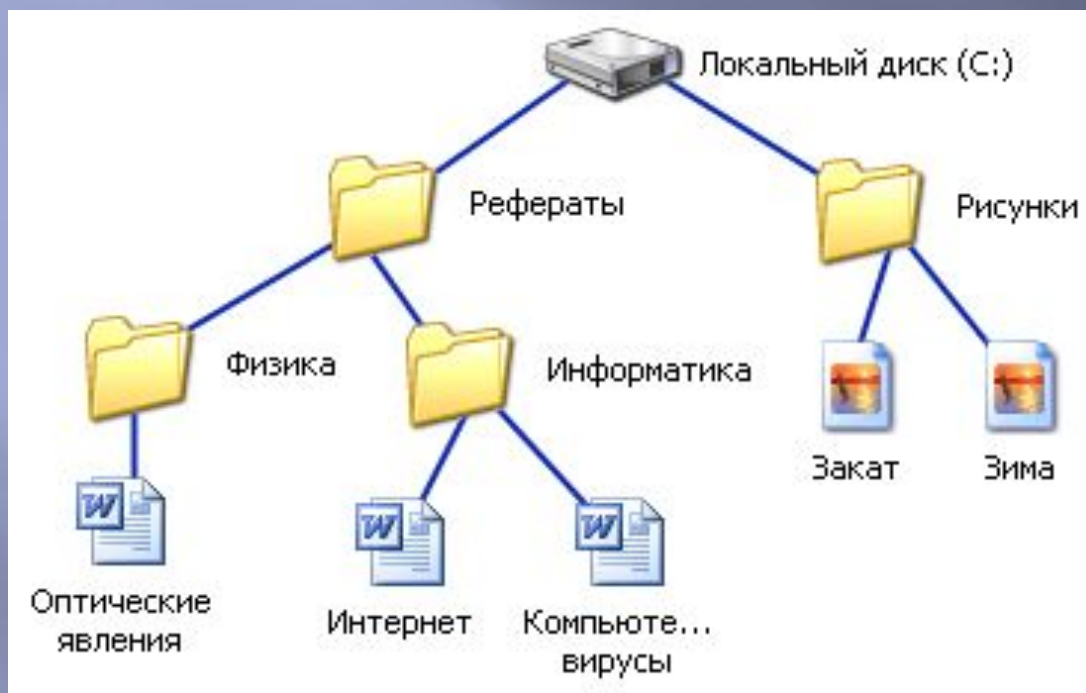 Локальный диск (C:)
Рефераты
Рисунки
Физика
Информатика
Закат
Зима
Оптические
явления
Интернет
Компьюте...
вирусы